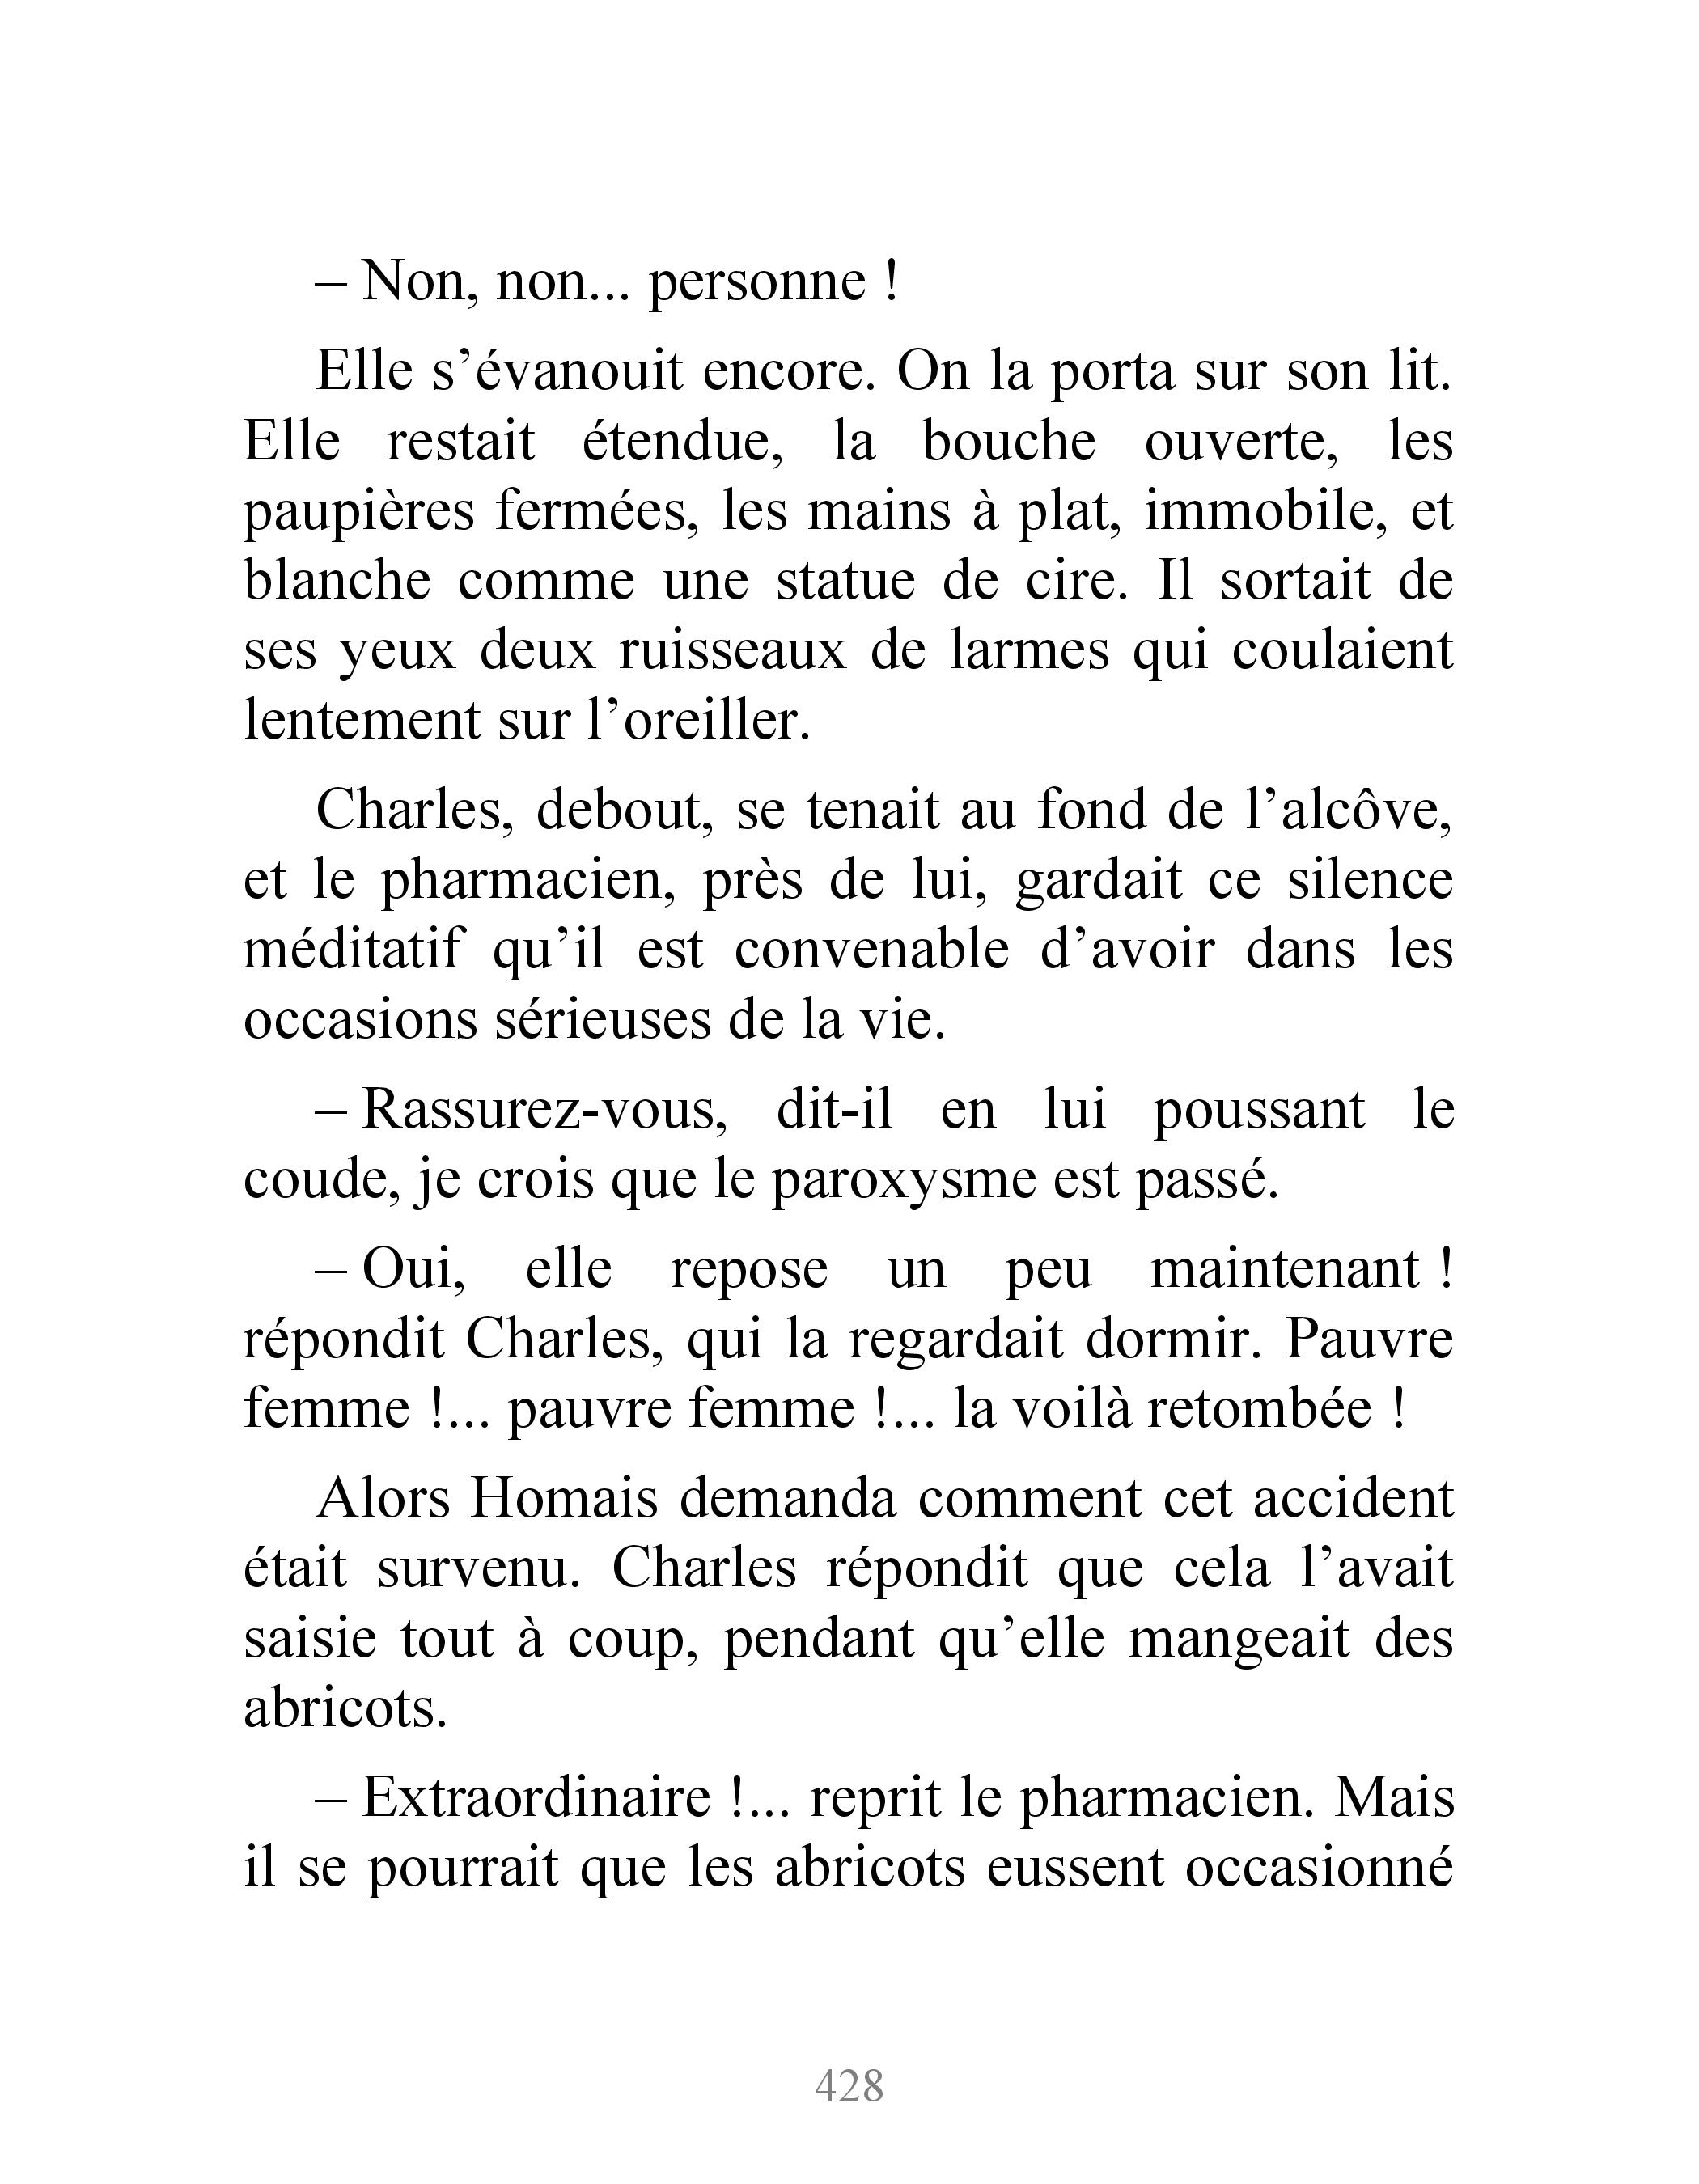 – Non, non... personne !
Elle s’évanouit encore. On la porta sur son lit.
Elle restait étendue, la bouche ouverte, les
paupières fermées, les mains à plat, immobile, et
blanche comme une statue de cire. Il sortait de
ses yeux deux ruisseaux de larmes qui coulaient
lentement sur l’oreiller.
Charles, debout, se tenait au fond de l’alcôve,
et le pharmacien, près de lui, gardait ce silence
méditatif qu’il est convenable d’avoir dans les
occasions sérieuses de la vie.
– Rassurez-vous, dit-il en lui poussant le
coude, je crois que le paroxysme est passé.
– Oui, elle repose un peu maintenant !
répondit Charles, qui la regardait dormir. Pauvre
femme !... pauvre femme !... la voilà retombée !
Alors Homais demanda comment cet accident
était survenu. Charles répondit que cela l’avait
saisie tout à coup, pendant qu’elle mangeait des
abricots.
– Extraordinaire !... reprit le pharmacien. Mais
il se pourrait que les abricots eussent occasionné
428